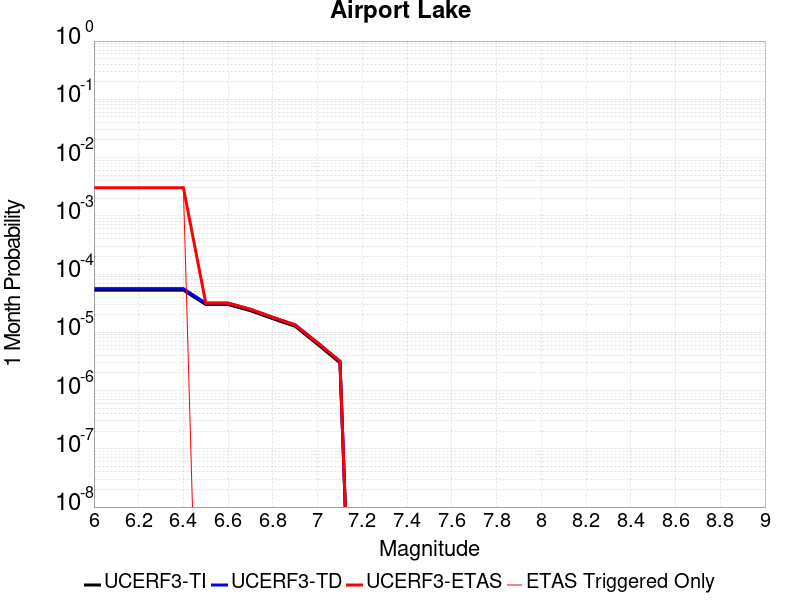 Airport Lake
1 Month Probability
10^0
10^-1
10^-2
10^-3
10^-4
10^-5
10^-6
10^-7
10^-8
6 6.2 6.4 6.6 6.8 7 7.2 7.4 7.6 7.8 8 8.2 8.4 8.6 8.8 9
Magnitude
UCERF3-TI UCERF3-TD UCERF3-ETAS ETAS Triggered Only